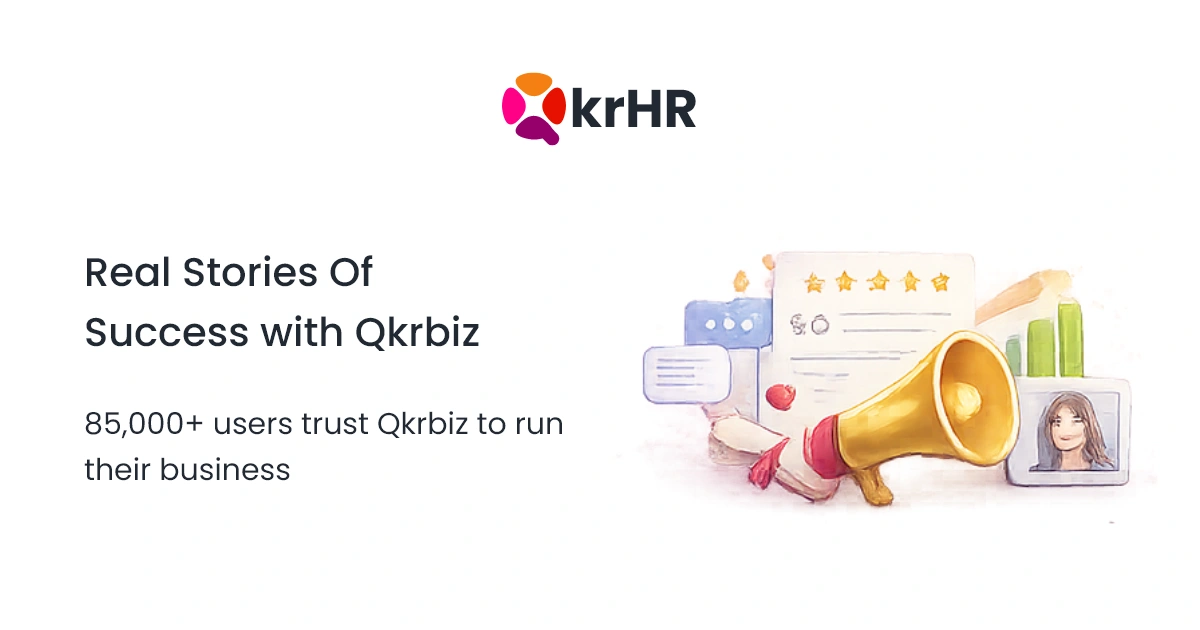 QkrHR
Real Stories Of
Success with Qkrbiz
85,000+ users trust Qkrbiz to run
their business